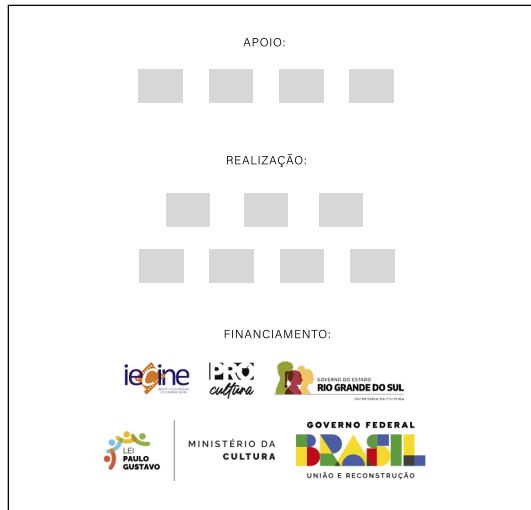 APOIO:
REALIZAÇÃO:
FINANCIAMENTO:
iecine
PRÓ
cultura
GOVERNO DO ESTADO
RIO GRANDE DO SUL
SECRETARIA DA CULTURA
LEI
PAULO
GUSTAVO
MINISTÉRIO DA
CULTURA
GOVERNO FEDERAL
BRASIL
UNIÃO E RECONSTRUÇÃO